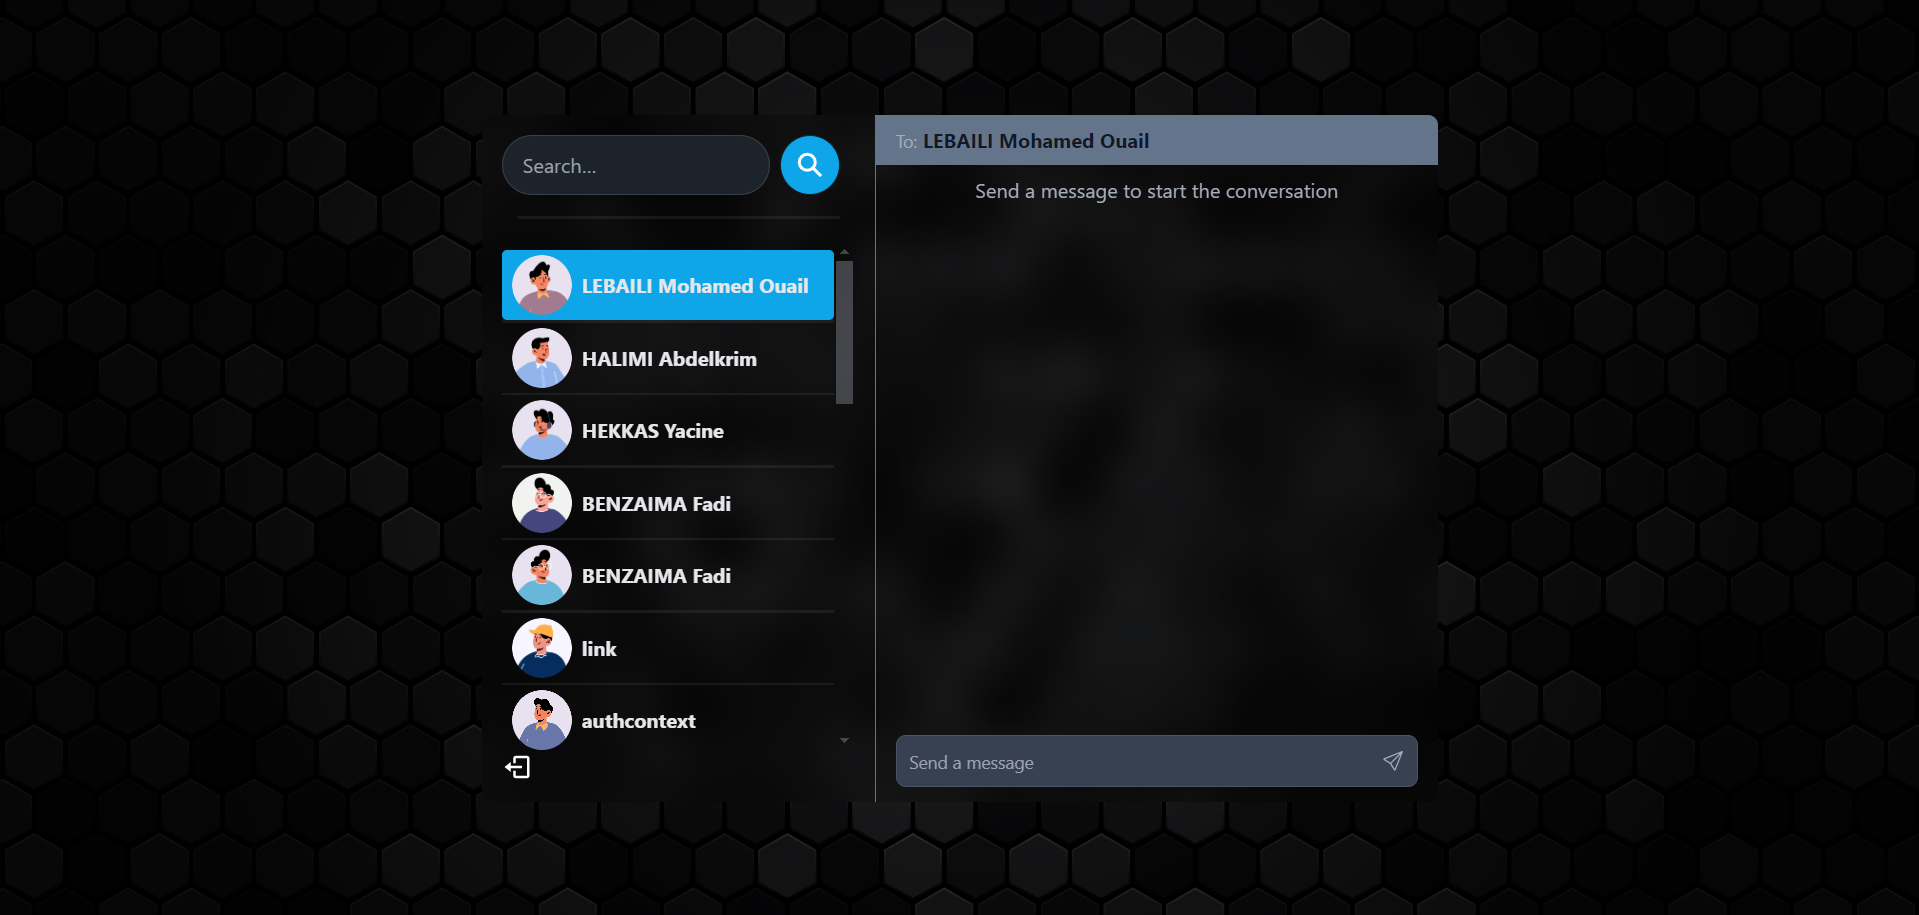 Search...
LEBAILI Mohamed Ouail
HALIMI Abdelkrim
HEKKAS Yacine
BENZAIMA Fadi
BENZAIMA Fadi
link
authcontext
To: LEBAILI Mohamed Ouail
Send a message to start the conversation
Send a message